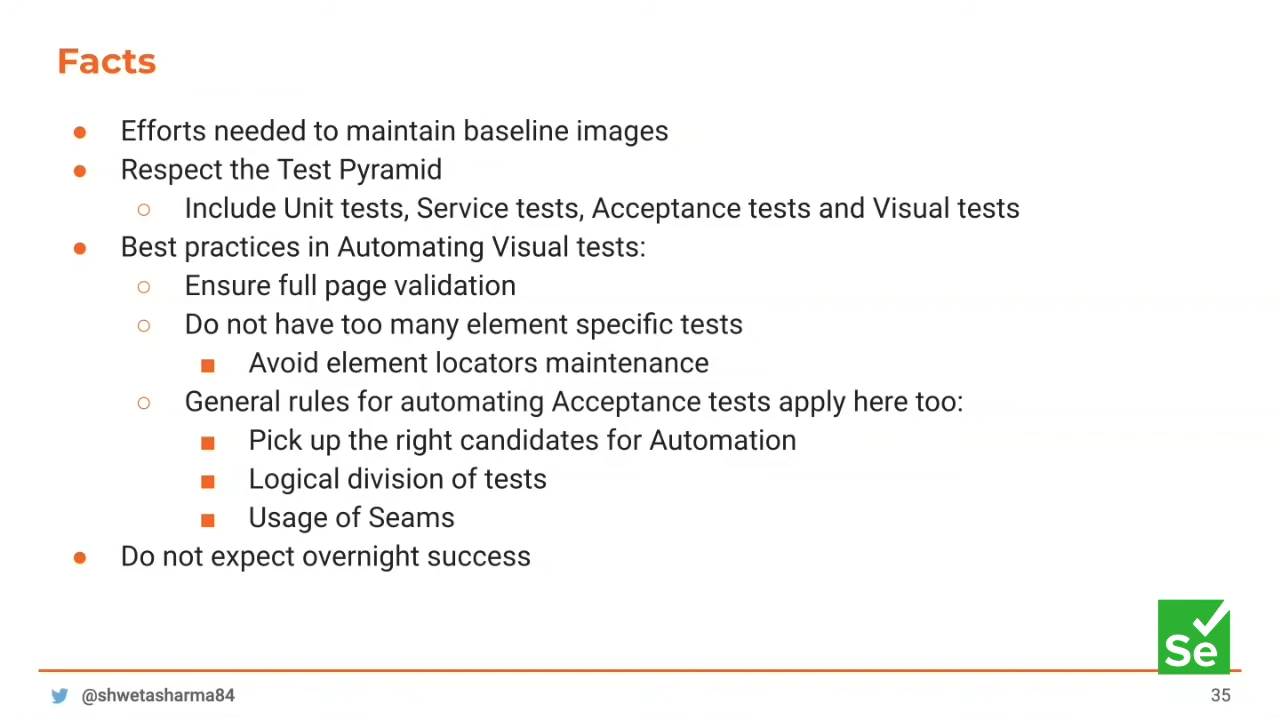 Facts
● Efforts needed to maintain baseline images
● Respect the Test Pyramid
○ Include Unit tests, Service tests, Acceptance tests and Visual tests
● Best practices in Automating Visual tests:
○ Ensure full page validation
○ Do not have too many element specific tests
■ Avoid element locators maintenance
○ General rules for automating Acceptance tests apply here too:
■ Pick up the right candidates for Automation
■ Logical division of tests
■ Usage of Seams
● Do not expect overnight success
Se
@shwetasharma84
35